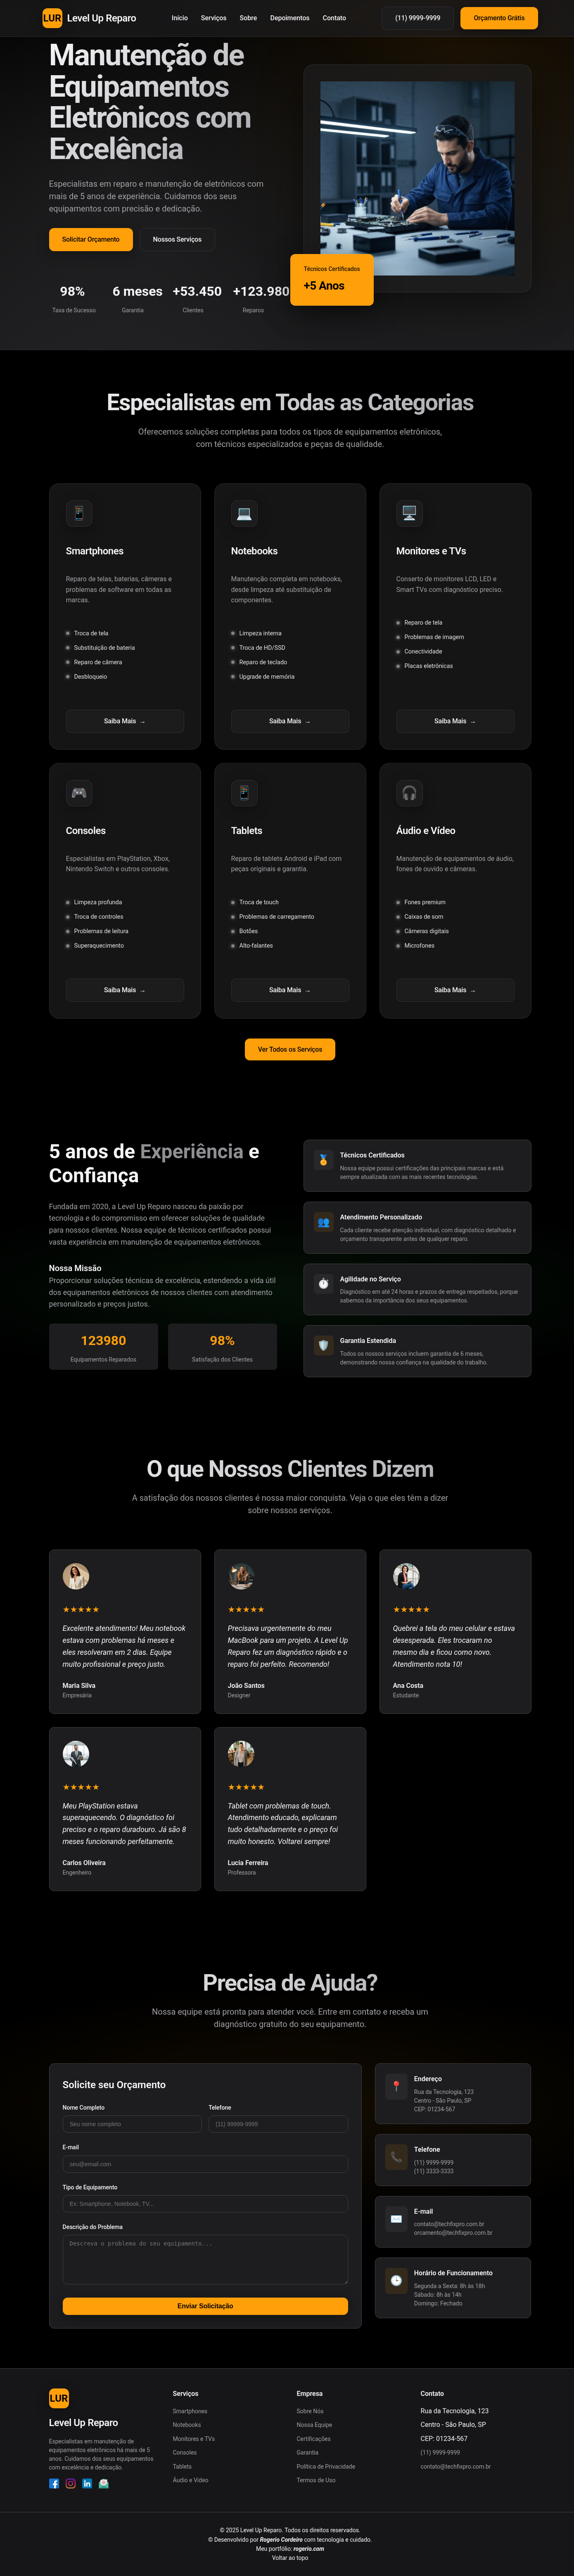 LUR Level Up Reparo
Início Serviços Sobre Depoimentos Contato
(11) 9999-9999
Orçamento Grátis
Manutenção de
Equipamentos
Eletrônicos com
Excelência
Especialistas em reparo e manutenção de eletrônicos com
mais de 5 anos de experiência. Cuidamos dos seus
equipamentos com precisão e dedicação.
Solicitar Orçamento
Nossos Serviços
98%
Taxa de Sucesso
6 meses
Garantia
+53.450
Clientes
+123.980
Reparos
Técnicos Certificados
+5 Anos
Especialistas em Todas as Categorias
Oferecemos soluções completas para todos os tipos de equipamentos eletrônicos,
com técnicos especializados e peças de qualidade.
Smartphones
Reparo de telas, baterias, câmeras e
problemas de software em todas as
marcas.
Troca de tela
Substituição de bateria
Reparo de câmera
Desbloqueio
Saiba Mais →
Notebooks
Manutenção completa em notebooks,
desde limpeza até substituição de
componentes.
Limpeza interna
Troca de HD/SSD
Reparo de teclado
Upgrade de memória
Saiba Mais →
Monitores e TVs
Conserto de monitores LCD, LED e
Smart TVs com diagnóstico preciso.
Reparo de tela
Problemas de imagem
Conectividade
Placas eletrônicas
Saiba Mais →
Consoles
Especialistas em PlayStation, Xbox,
Nintendo Switch e outros consoles.
Limpeza profunda
Troca de controles
Problemas de leitura
Superaquecimento
Saiba Mais →
Tablets
Reparo de tablets Android e iPad com
peças originais e garantia.
Troca de touch
Problemas de carregamento
Botões
Alto-falantes
Saiba Mais →
Áudio e Vídeo
Manutenção de equipamentos de áudio,
fones de ouvido e câmeras.
Fones premium
Caixas de som
Câmeras digitais
Microfones
Saiba Mais →
Ver Todos os Serviços
5 anos de Experiência e
Confiança
Fundada em 2020, a Level Up Reparo nasceu da paixão por
tecnologia e do compromisso em oferecer soluções de qualidade
para nossos clientes. Nossa equipe de técnicos certificados possui
vasta experiência em manutenção de equipamentos eletrônicos.
Nossa Missão
Proporcionar soluções técnicas de excelência, estendendo a vida útil
dos equipamentos eletrônicos de nossos clientes com atendimento
personalizado e preços justos.
123980
Equipamentos Reparados
98%
Satisfação dos Clientes
Técnicos Certificados
Nossa equipe possui certificações das principais marcas e está
sempre atualizada com as mais recentes tecnologias.
Atendimento Personalizado
Cada cliente recebe atenção individual, com diagnóstico detalhado e
orçamento transparente antes de qualquer reparo.
Agilidade no Serviço
Diagnóstico em até 24 horas e prazos de entrega respeitados, porque
sabemos da importância dos seus equipamentos.
Garantia Estendida
Todos os nossos serviços incluem garantia de 6 meses,
demonstrando nossa confiança na qualidade do trabalho.
O que Nossos Clientes Dizem
A satisfação dos nossos clientes é a nossa maior conquista. Veja o que eles têm a dizer
sobre nossos serviços.
★★★★★
Excelente atendimento! Meu notebook
estava com problemas há meses e
eles resolveram em 2 dias. Equipe
muito profissional e preço justo.
Maria Silva
Empresária
★★★★★
Precisava urgentemente do meu
MacBook para um projeto. A Level Up
Reparo fez um diagnóstico rápido e o
reparo foi perfeito. Recomendo!
João Santos
Designer
★★★★★
Quebrei a tela do meu celular e estava
desesperada. Eles trocaram no
mesmo dia e ficou como novo.
Atendimento nota 10!
Ana Costa
Estudante
★★★★★
Meu PlayStation estava
superaquecendo. O diagnóstico foi
preciso e o reparo duradouro. Já são 8
meses funcionando perfeitamente.
Carlos Oliveira
Engenheiro
★★★★★
Tablet com problemas de touch.
Atendimento educado, explicaram
tudo detalhadamente e o preço foi
muito honesto. Voltarei sempre!
Lucia Ferreira
Professora
Precisa de Ajuda?
Nossa equipe está pronta para atender você. Entre em contato e receba um
diagnóstico gratuito do seu equipamento.
Solicite seu Orçamento
Nome Completo
Seu nome completo
Telefone
(11) 99999-9999
E-mail
seu@email.com
Tipo de Equipamento
Ex: Smartphone, Notebook, TV...
Descrição do Problema
Descreva o problema do seu equipamento...
Enviar Solicitação
Endereço
Rua da Tecnologia, 123
Centro - São Paulo, SP
CEP: 01234-567
Telefone
(11) 9999-9999
(11) 3333-3333
E-mail
contato@techfixpro.com.br
orcamento@techfixpro.com.br
Horário de Funcionamento
Segunda a Sexta: 8h às 18h
Sábado: 8h às 14h
Domingo: Fechado
LUR
Level Up Reparo
Especialistas em manutenção de
equipamentos eletrônicos há mais de 5
anos. Cuidamos dos seus equipamentos
com excelência e dedicação.
Serviços
Smartphones
Notebooks
Monitores e TVs
Consoles
Tablets
Áudio e Vídeo
Empresa
Sobre Nós
Nossa Equipe
Certificações
Garantia
Política de Privacidade
Termos de Uso
Contato
Rua da Tecnologia, 123
Centro - São Paulo, SP
CEP: 01234-567
(11) 9999-9999
contato@techfixpro.com.br
© 2025 Level Up Reparo. Todos os direitos reservados.
© Desenvolvido por Rogerio Cordeiro com tecnologia e cuidado.
Meu portfólio: rogerio.com
Voltar ao topo